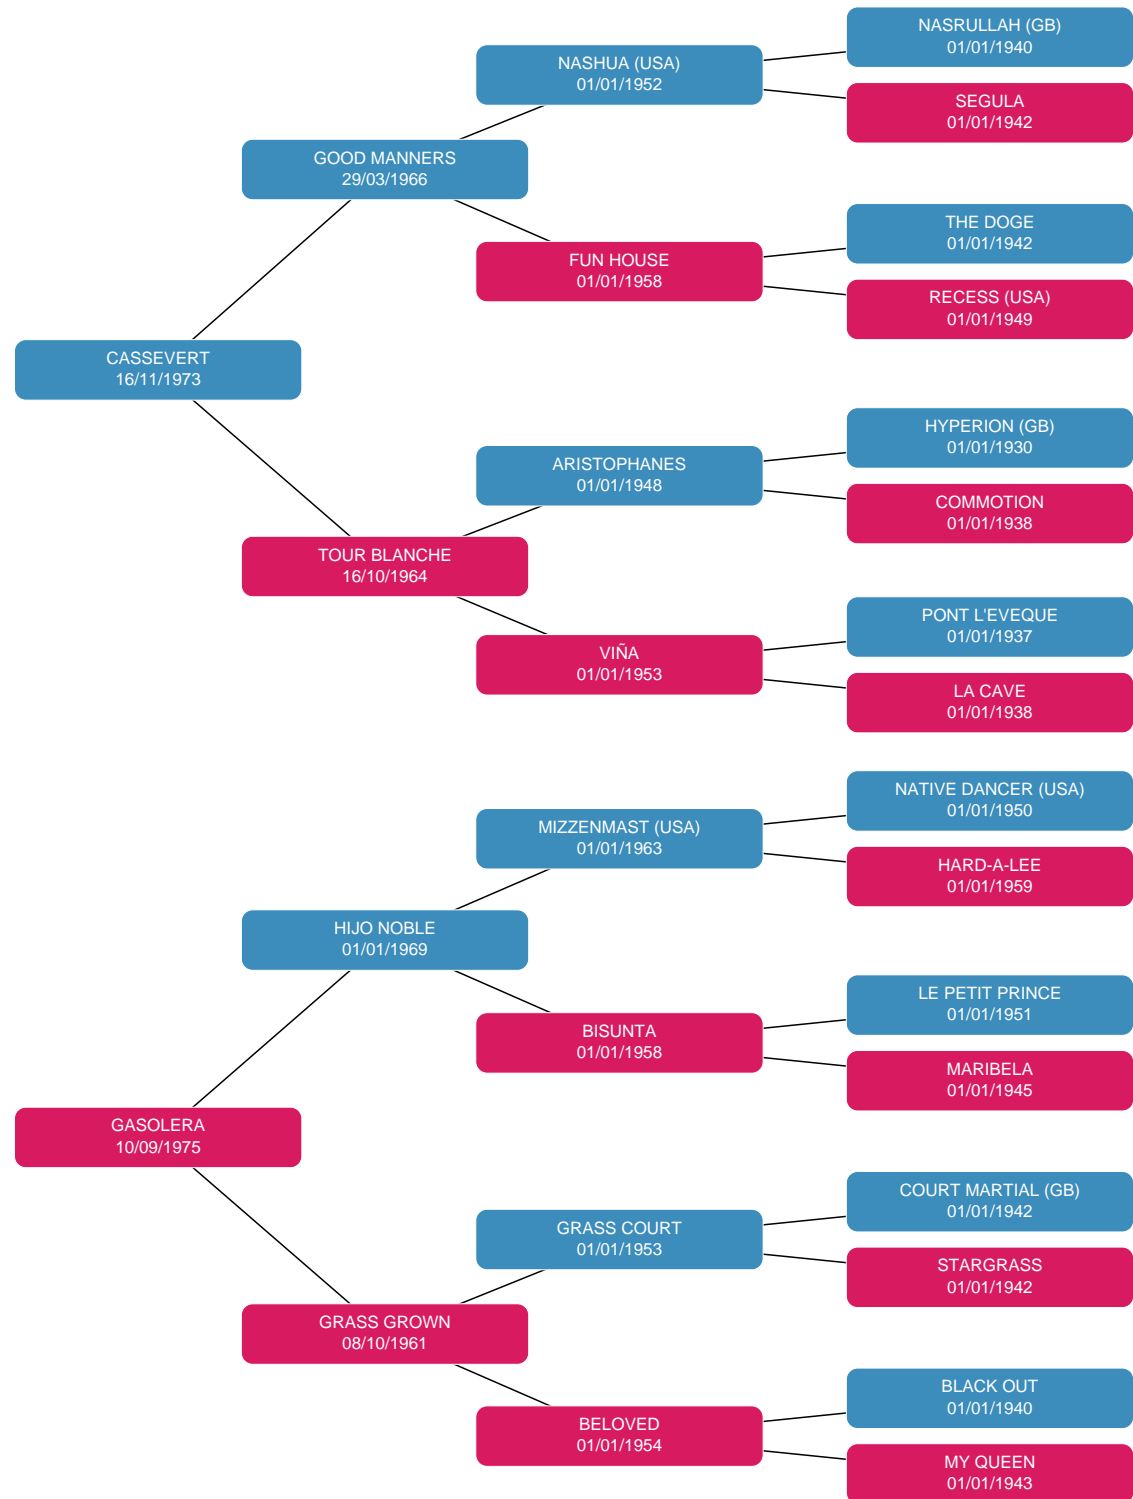 NASRULLAH (GB)
01/01/1940
NASHUA (USA)
01/01/1952
SEGULA
01/01/1942
GOOD MANNERS
29/03/1966
THE DOGE
01/01/1942
FUN HOUSE
01/01/1958
RECESS (USA)
01/01/1949
CASSEVERT
16/11/1973
HYPERION (GB)
01/01/1930
ARISTOPHANES
01/01/1948
COMMOTION
01/01/1938
TOUR BLANCHE
16/10/1964
PONT L'EVEQUE
01/01/1937
VIÑA
01/01/1953
LA CAVE
01/01/1938
NATIVE DANCER (USA)
01/01/1950
MIZZENMAST (USA)
01/01/1963
HARD-A-LEE
01/01/1959
HIJO NOBLE
01/01/1969
LE PETIT PRINCE
01/01/1951
BISUNTA
01/01/1958
MARIBELA
01/01/1945
GASOLERA
10/09/1975
COURT MARTIAL (GB)
01/01/1942
GRASS COURT
01/01/1953
STARGRASS
01/01/1942
GRASS GROWN
08/10/1961
BLACK OUT
01/01/1940
BELOVED
01/01/1954
MY QUEEN
01/01/1943